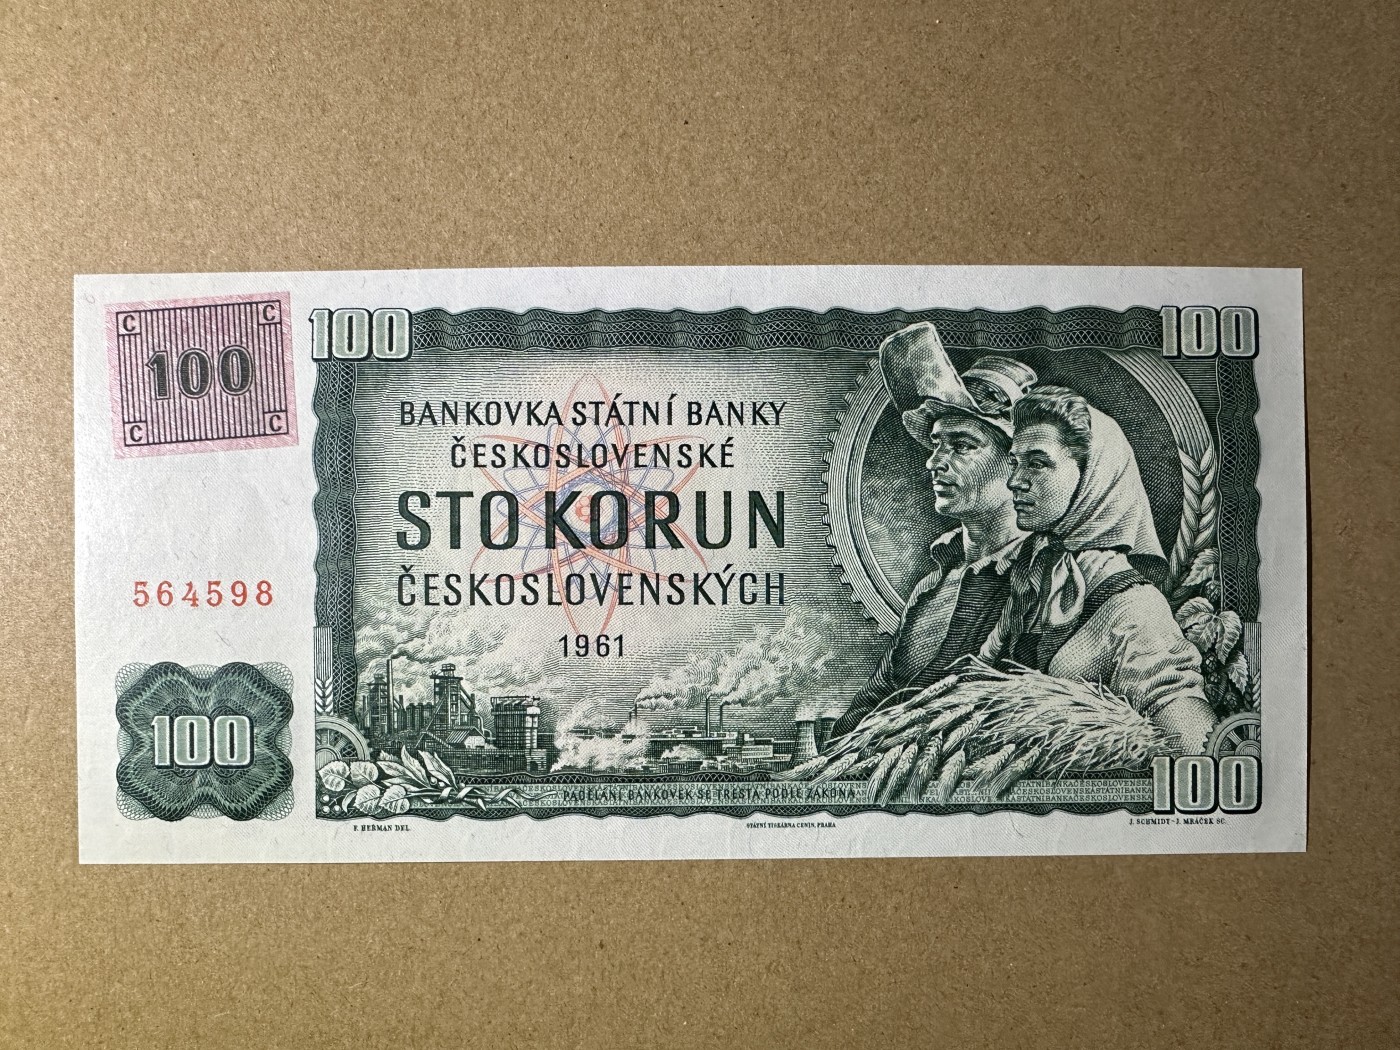 C C
100
C C
100 100
BANKOVKA STÁTNÍ BANKY
ČESKOSLOVENSKÉ
STO KORUN
ČESKOSLOVENSKÝCH
1961
564598
100
100
PADĚLÁNÍ BANKOVEK SE TRESTÁ PODLE ZÁKONA
F. HEŘMAN DEL.
STÁTNÍ TISKÁRNA CENIN, PRAHA
J. SCHMIDT - J. MRÁČEK SC.